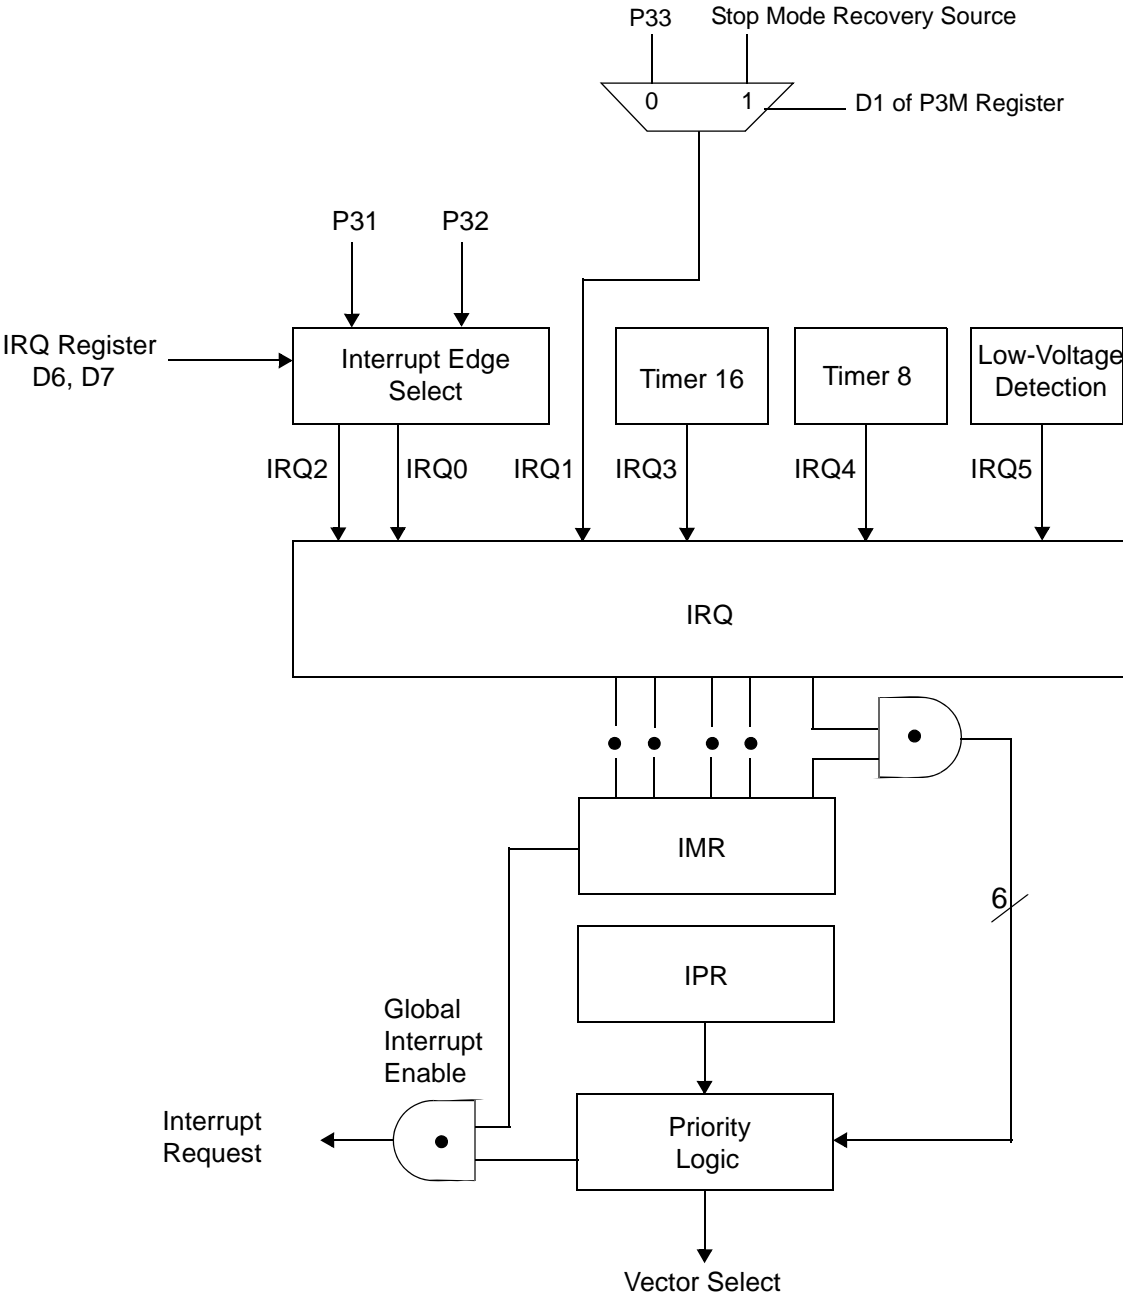 P33
Stop Mode Recovery Source
0
1
D1 of P3M Register
P31
P32
IRQ Register
D6, D7
Interrupt Edge
Select
Timer 16
Timer 8
Low-Voltage
Detection
IRQ2
IRQ0
IRQ1
IRQ3
IRQ4
IRQ5
IRQ
IMR
6
IPR
Global
Interrupt
Enable
Interrupt
Request
Priority
Logic
Vector Select